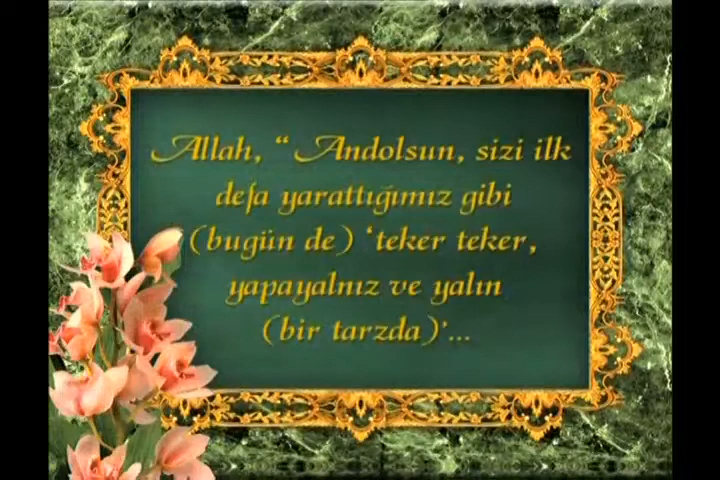 Allah, “Andolsun, sizi ilk
defa yarattığımız gibi
(bugün de) ‘teker teker,
yapayalnız ve yalın
(bir tarzda)’...